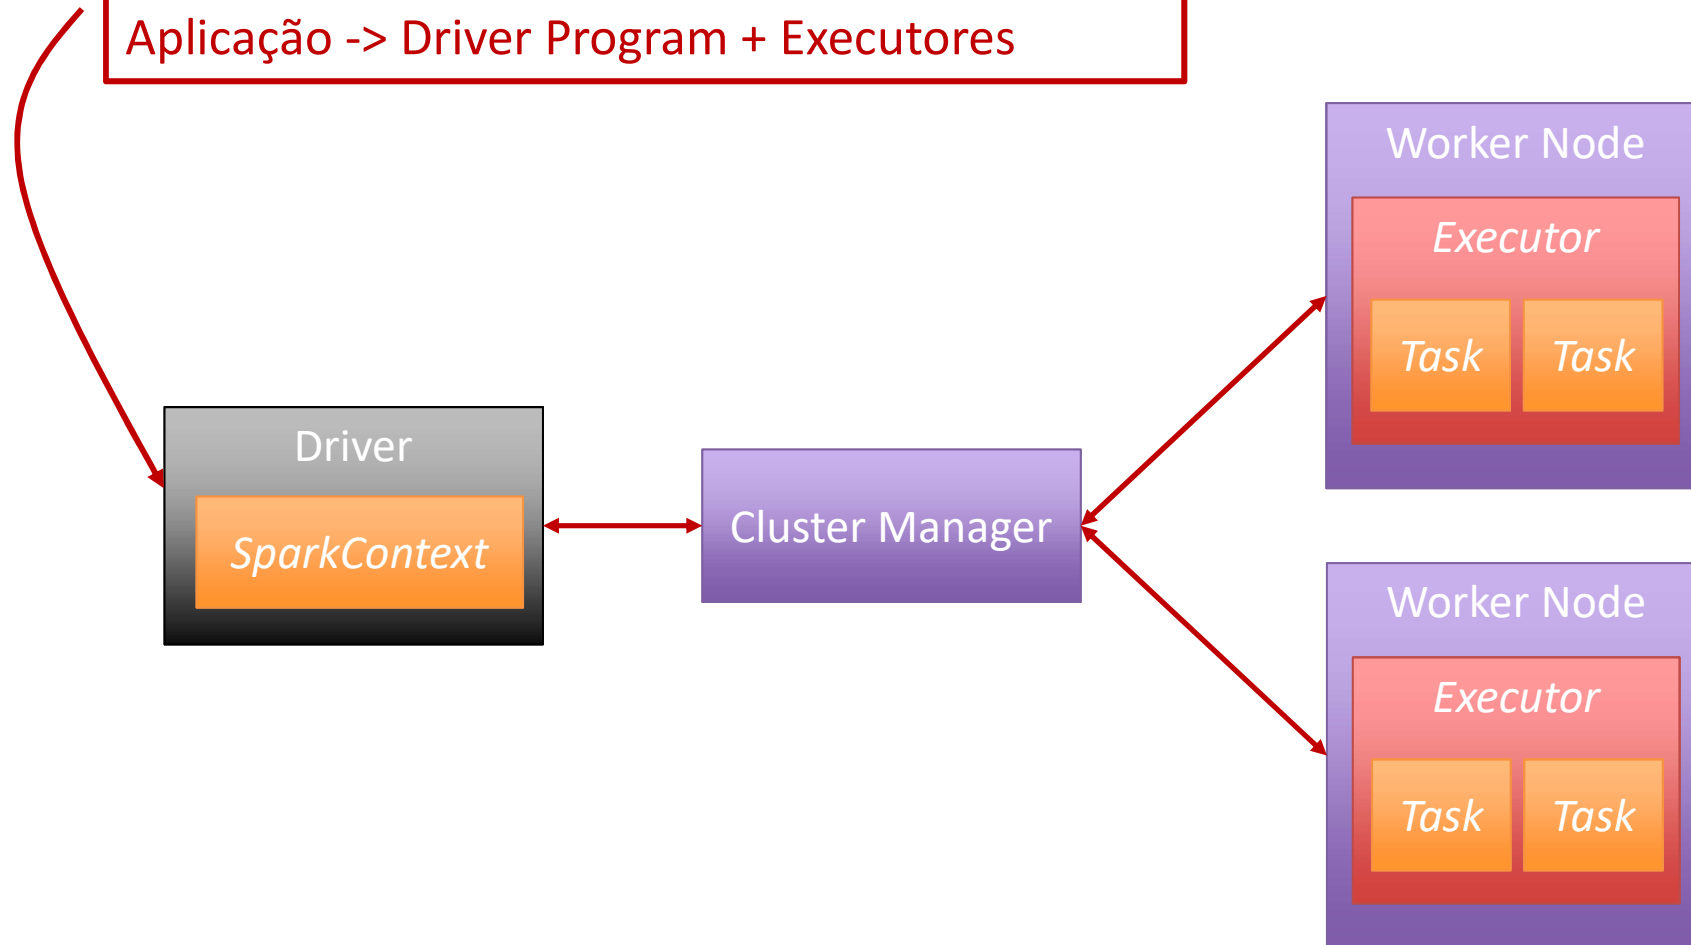 Aplicação -> Driver Program + Executores
Worker Node
Executor
Task Task
Driver
SparkContext
Cluster Manager
Worker Node
Executor
Task Task